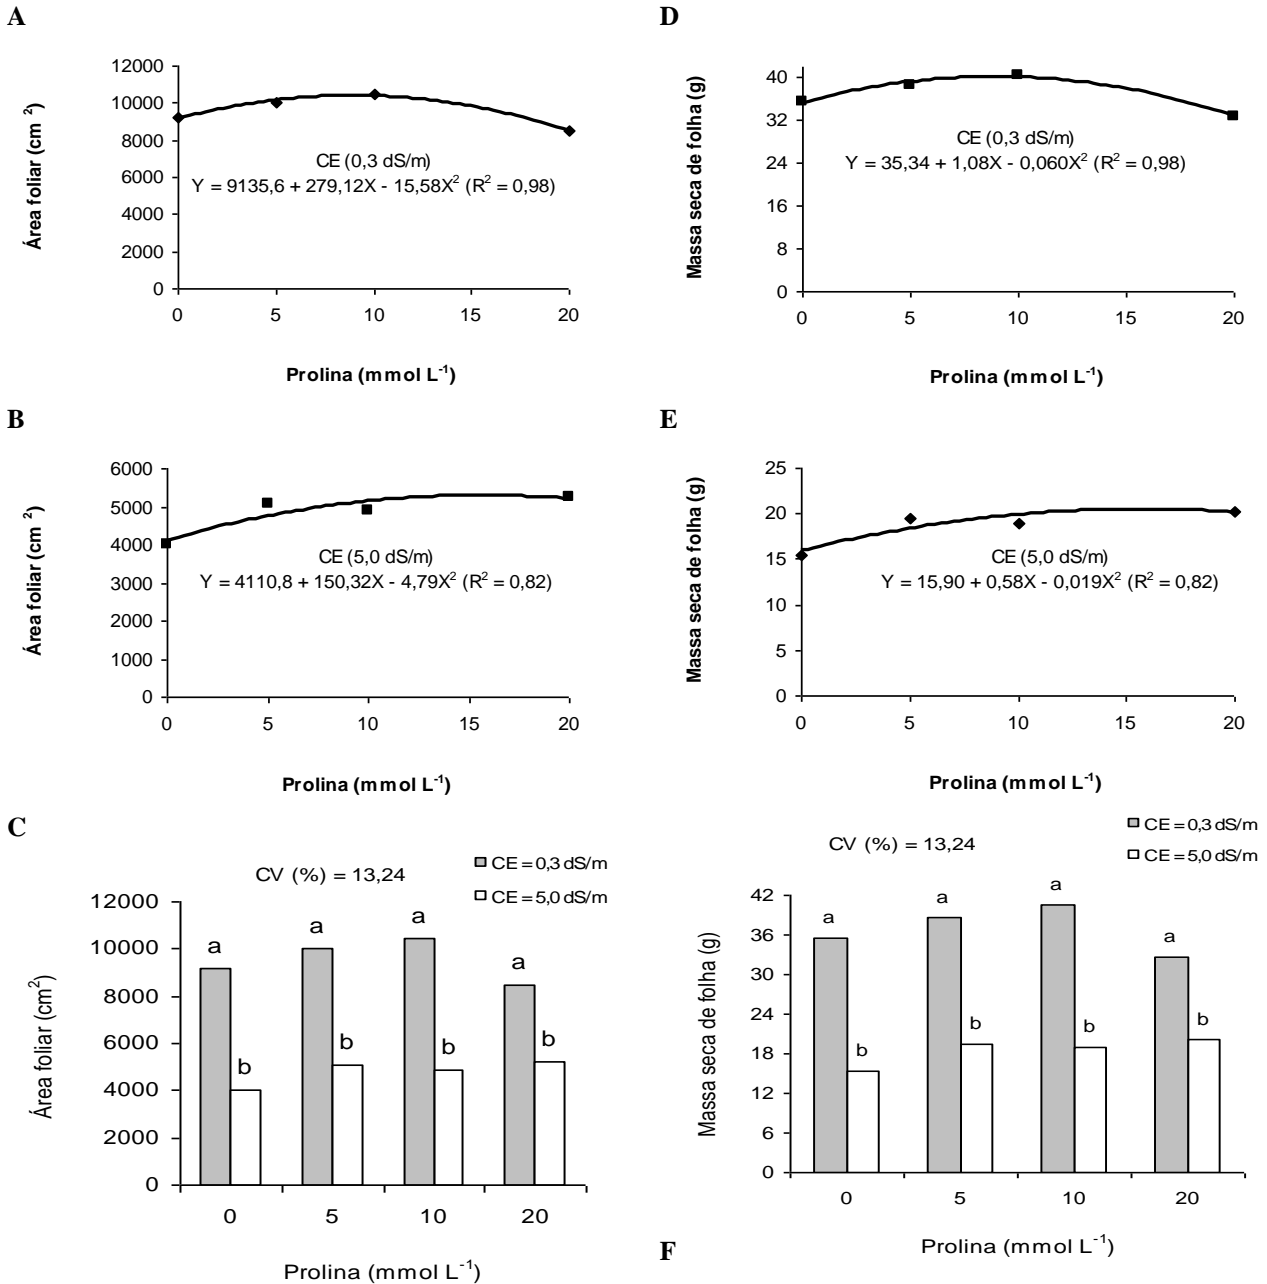 A
Área foliar (cm ²)
12000
10000
8000
6000
4000
2000
0
CE (0,3 dS/m)
Y = 9135,6 + 279,12X - 15,58X² (R² = 0,98)
0 5 10 15 20
Prolina (mmol L⁻¹)
D
Massa seca de folha (g)
40
32
24
16
8
0
CE (0,3 dS/m)
Y = 35,34 + 1,08X - 0,060X² (R² = 0,98)
0 5 10 15 20
Prolina (mmol L⁻¹)
B
Área foliar (cm ²)
6000
5000
4000
3000
2000
1000
0
CE (5,0 dS/m)
Y = 4110,8 + 150,32X - 4,79X² (R² = 0,82)
0 5 10 15 20
Prolina (mmol L⁻¹)
E
Massa seca de folha (g)
25
20
15
10
5
0
CE (5,0 dS/m)
Y = 15,90 + 0,58X - 0,019X² (R² = 0,82)
0 5 10 15 20
Prolina (mmol L⁻¹)
C
CV (%) = 13,24
CE = 0,3 dS/m
CE = 5,0 dS/m
Área foliar (cm²)
12000
10000
8000
6000
4000
2000
0
a b a b a b a b
0 5 10 20
Prolina (mmol L⁻¹)
CV (%) = 13,24
CE = 0,3 dS/m
CE = 5,0 dS/m
Massa seca de folha (g)
42
36
30
24
18
12
6
0
a b a b a b a b
0 5 10 20
Prolina (mmol L⁻¹)
F